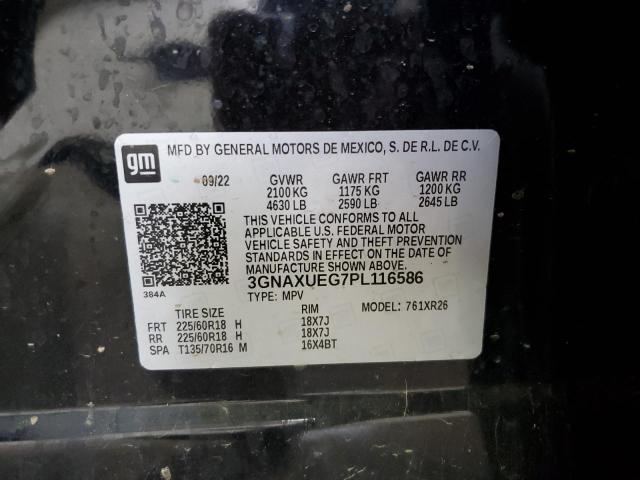 gm
MFD BY GENERAL MOTORS DE MEXICO, S. DE R.L. DE C.V.
09/22 GVWR GAWR FRT GAWR RR
2100 KG 1175 KG 1200 KG
4630 LB 2590 LB 2645 LB
THIS VEHICLE CONFORMS TO ALL
APPLICABLE U.S. FEDERAL MOTOR
VEHICLE SAFETY AND THEFT PREVENTION
STANDARDS IN EFFECT ON THE DATE OF
MANUFACTURE SHOWN ABOVE.
384A 3GNAXUEG7PL116586
TYPE: MPV MODEL: 761XR26
TIRE SIZE RIM
FRT 225/60R18 H 18X7J
RR 225/60R18 H 18X7J
SPA T135/70R16 M 16X4BT